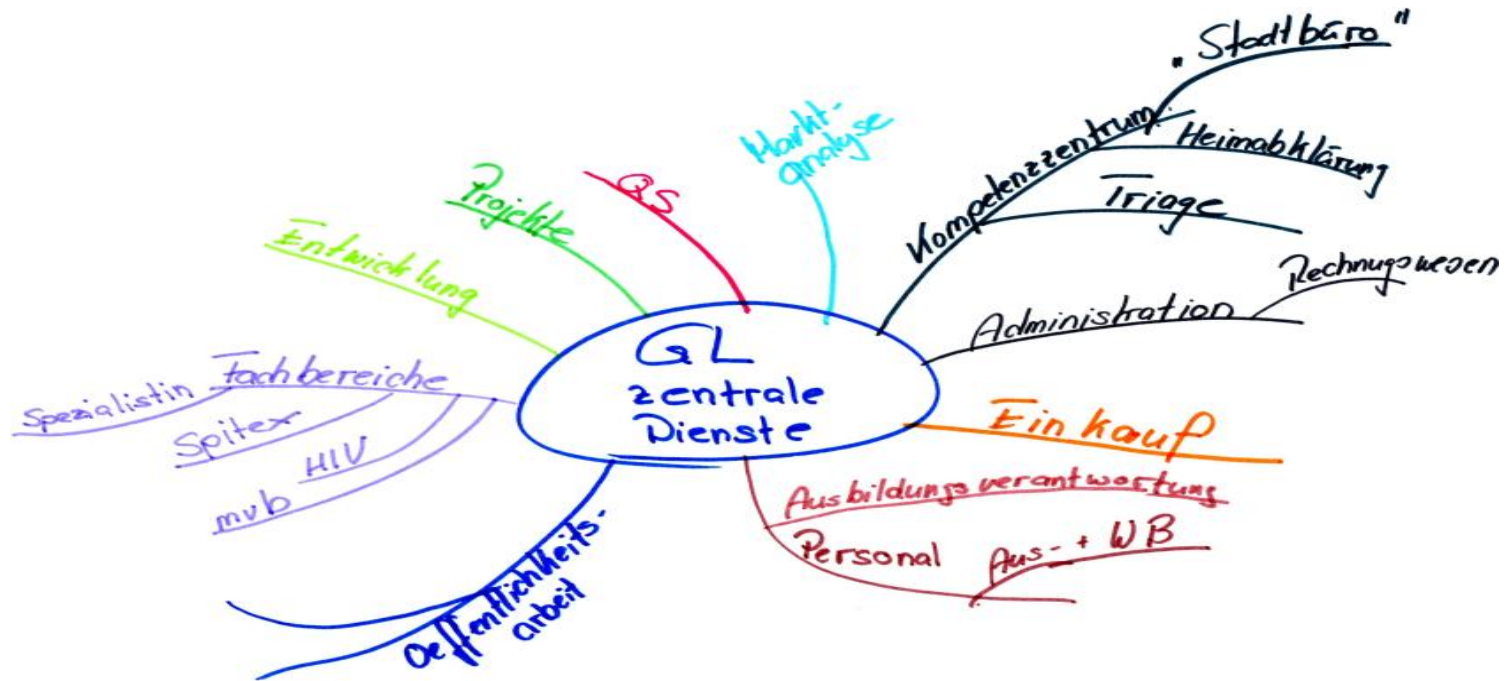 GL
zentrale
Dienste
Markt-
analyse
Kompetenzzentrum
"Stadtbüro"
Heimabklärung
Triage
Administration
Rechnugswesen
Einkauf
Ausbildungsverantwortung
Personal
Aus- + WB
Oeffentlichkeits-
arbeit
Fachbereiche
Spezialistin
Spitex
HIV
mvb
Entwicklung
Projekte
QS